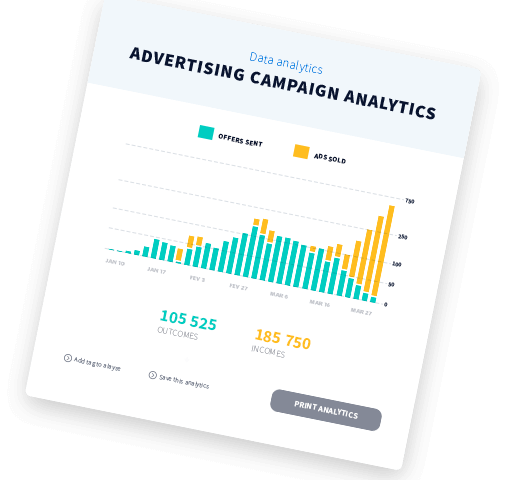 Data analytics
ADVERTISING CAMPAIGN ANALYTICS
OFFERS SENT
ADS SOLD
750
250
100
50
0
JAN 10
JAN 17
FEV 5
FEV 27
MAR 8
MAR 16
MAR 27
105 525
OUTCOMES
185 750
INCOMES
Add tag to alayse
Save this analytics
PRINT ANALYTICS